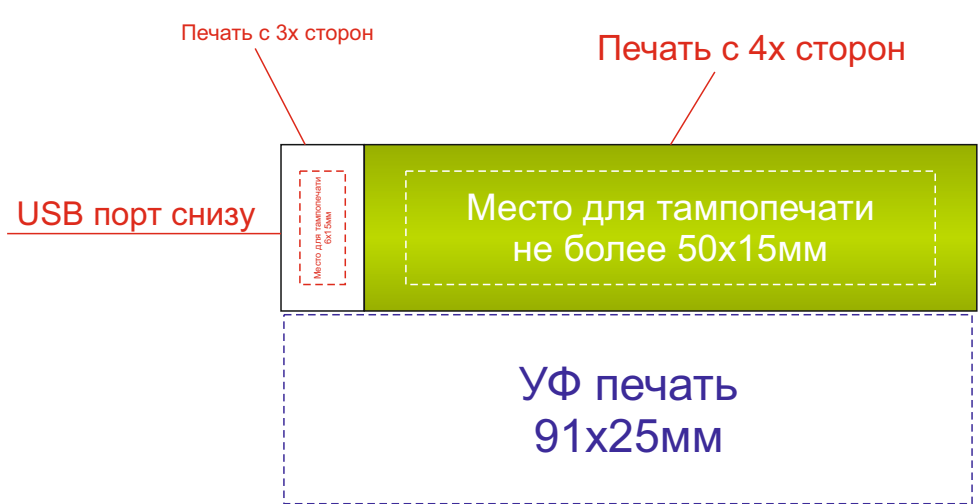 Печать с 3х сторон
Печать с 4х сторон
USB порт снизу
Место для тампопечати
6х15мм
Место для тампопечати
не более 50х15мм
УФ печать
91х25мм